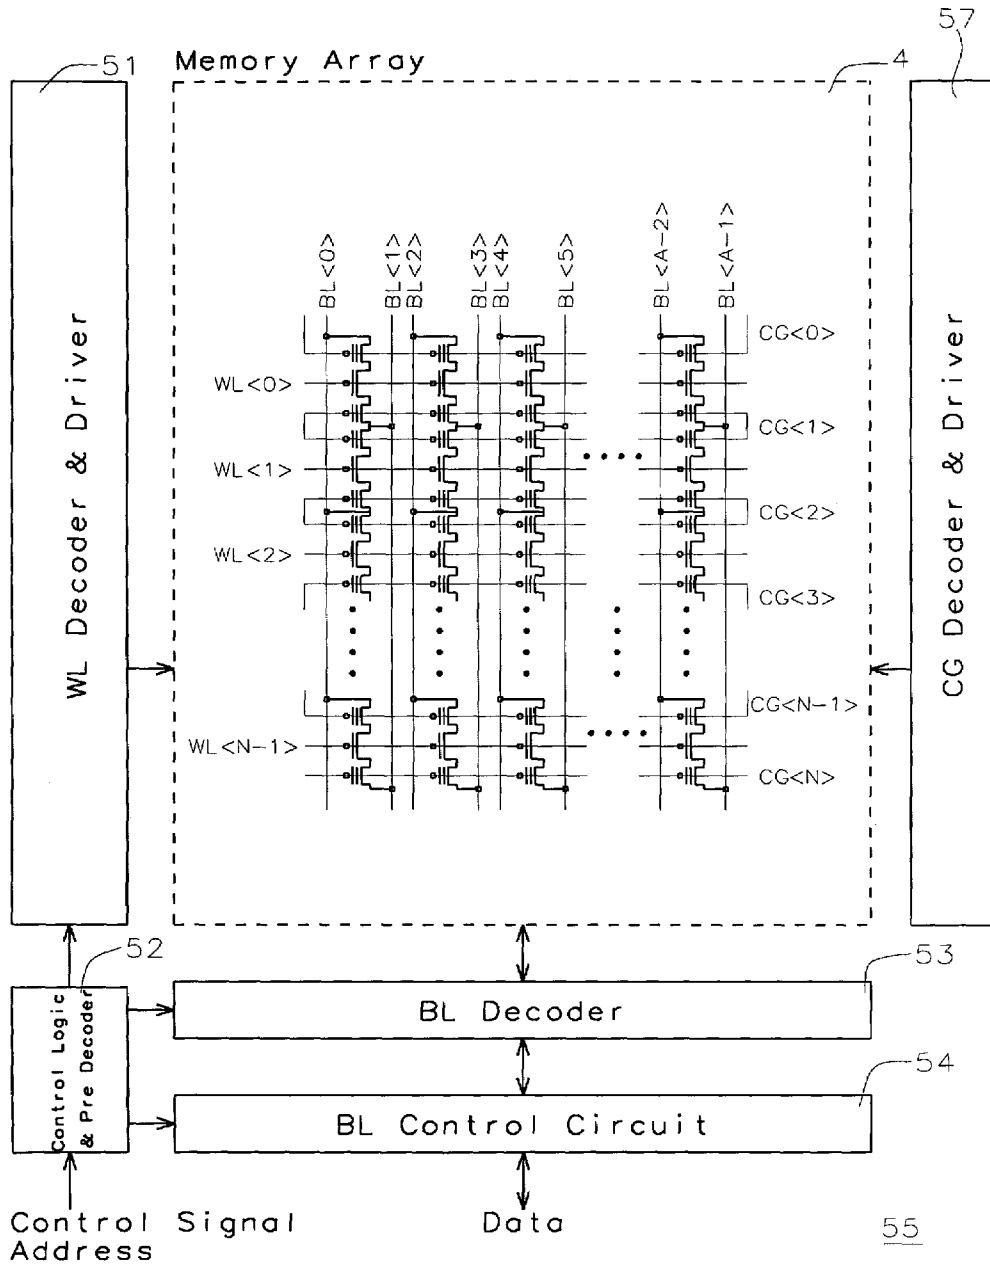 57
51
Memory Array
4
WL Decoder & Driver
CG Decoder & Driver
BL<0>
BL<1>
BL<2>
BL<3>
BL<4>
BL<5>
BL<A-2>
BL<A-1>
CG<0>
WL<0>
CG<1>
WL<1>
CG<2>
WL<2>
CG<3>
CG<N-1>
WL<N-1>
CG<N>
52
53
Control Logic
& Pre Decoder
BL Decoder
54
BL Control Circuit
Control Signal
Address
Data
55